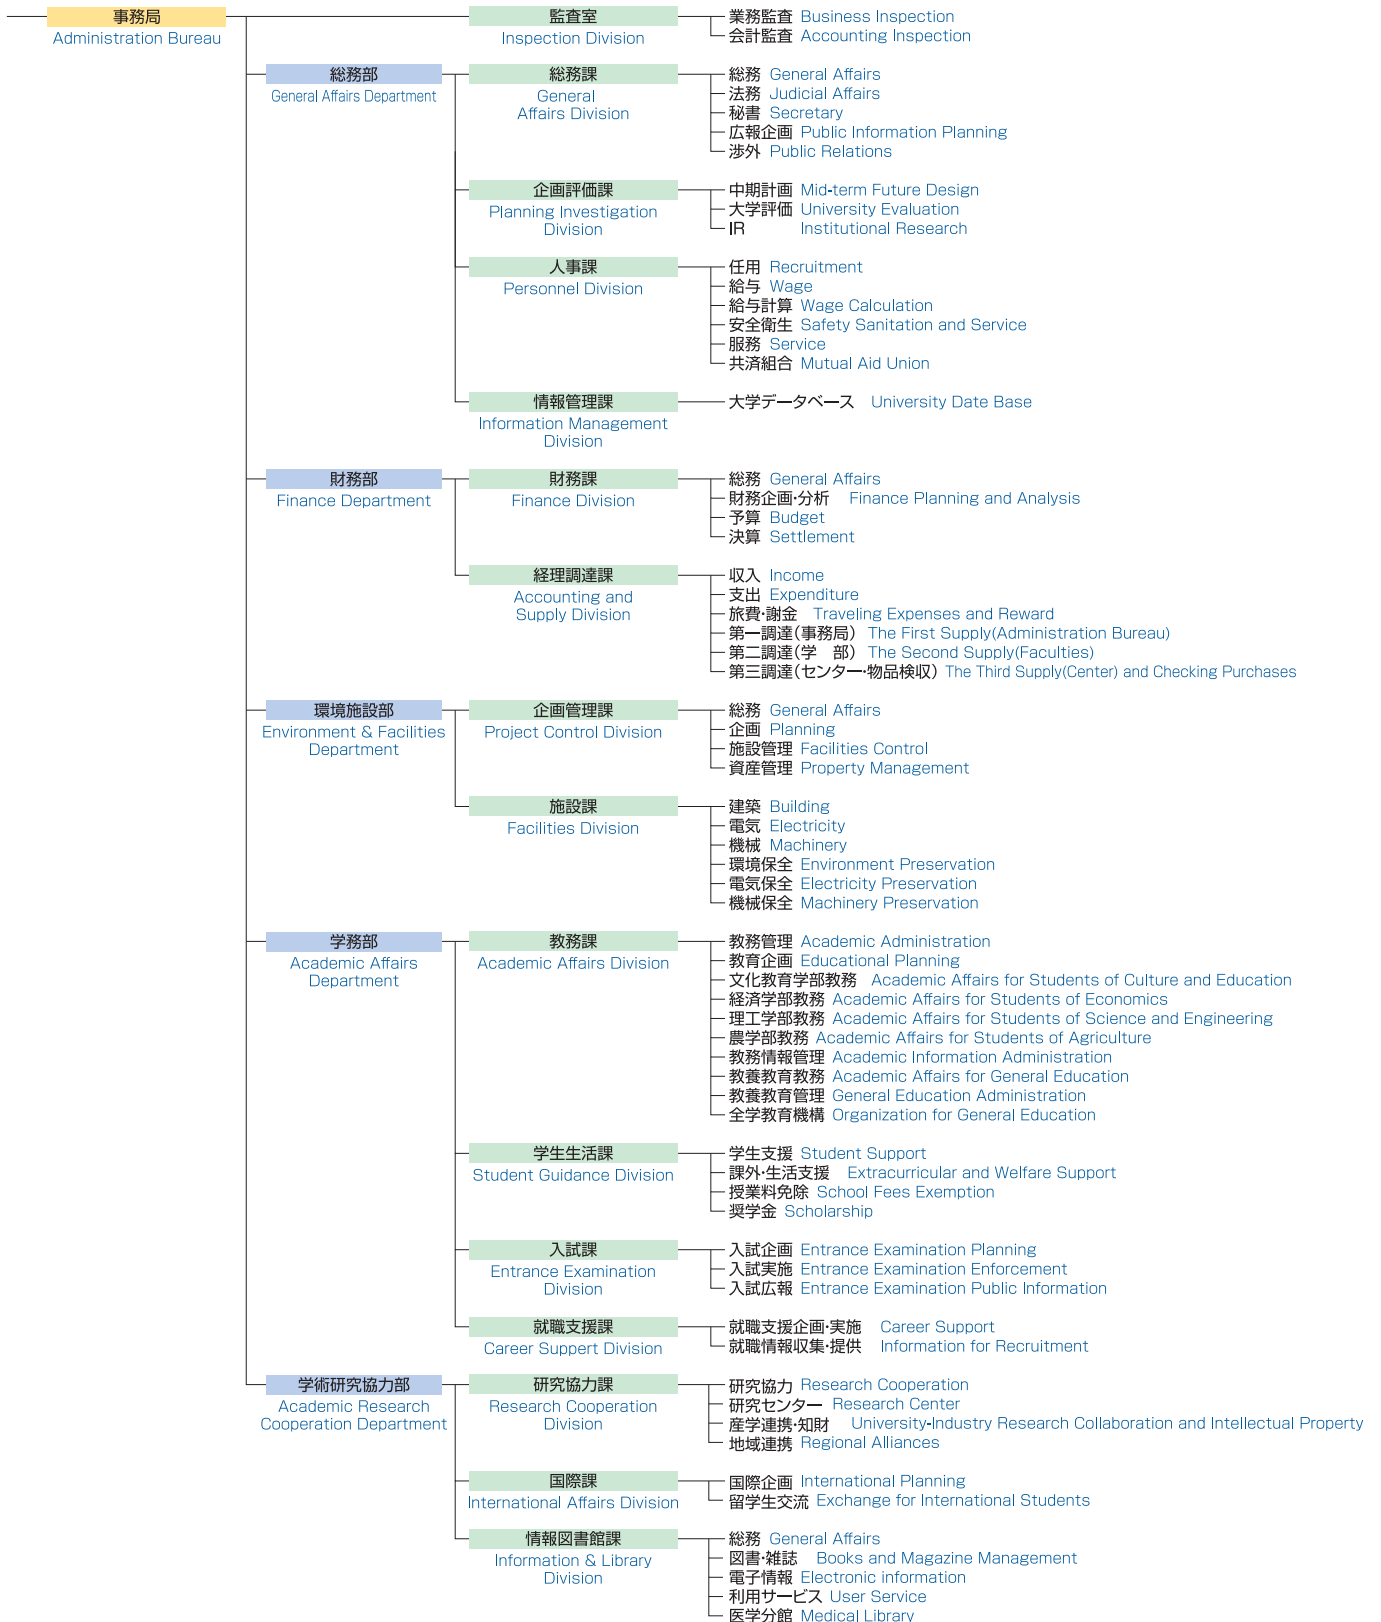 事務局
Administration Bureau
監査室
Inspection Division
業務監査 Business Inspection
会計監査 Accounting Inspection
総務部
General Affairs Department
総務課
General
Affairs Division
総務 General Affairs
法務 Judicial Affairs
秘書 Secretary
広報企画 Public Information Planning
渉外 Public Relations
企画評価課
Planning Investigation
Division
中期計画 Mid-term Future Design
大学評価 University Evaluation
IR Institutional Research
人事課
Personnel Division
任用 Recruitment
給与 Wage
給与計算 Wage Calculation
安全衛生 Safety Sanitation and Service
服務 Service
共済組合 Mutual Aid Union
情報管理課
Information Management
Division
大学データベース University Date Base
財務部
Finance Department
財務課
Finance Division
総務 General Affairs
財務企画・分析 Finance Planning and Analysis
予算 Budget
決算 Settlement
経理調達課
Accounting and
Supply Division
収入 Income
支出 Expenditure
旅費・謝金 Traveling Expenses and Reward
第一調達（事務局） The First Supply(Administration Bureau)
第二調達（学　部） The Second Supply(Faculties)
第三調達（センター・物品検収） The Third Supply(Center) and Checking Purchases
環境施設部
Environment & Facilities
Department
企画管理課
Project Control Division
総務 General Affairs
企画 Planning
施設管理 Facilities Control
資産管理 Property Management
施設課
Facilities Division
建築 Building
電気 Electricity
機械 Machinery
環境保全 Environment Preservation
電気保全 Electricity Preservation
機械保全 Machinery Preservation
学務部
Academic Affairs
Department
教務課
Academic Affairs Division
教務管理 Academic Administration
教育企画 Educational Planning
文化教育学部教務 Academic Affairs for Students of Culture and Education
経済学部教務 Academic Affairs for Students of Economics
理工学部教務 Academic Affairs for Students of Science and Engineering
農学部教務 Academic Affairs for Students of Agriculture
教務情報管理 Academic Information Administration
教養教育教務 Academic Affairs for General Education
教養教育管理 General Education Administration
全学教育機構 Organization for General Education
学生生活課
Student Guidance Division
学生支援 Student Support
課外・生活支援 Extracurricular and Welfare Support
授業料免除 School Fees Exemption
奨学金 Scholarship
入試課
Entrance Examination
Division
入試企画 Entrance Examination Planning
入試実施 Entrance Examination Enforcement
入試広報 Entrance Examination Public Information
就職支援課
Career Suppert Division
就職支援企画・実施 Career Support
就職情報収集・提供 Information for Recruitment
学術研究協力部
Academic Research
Cooperation Department
研究協力課
Research Cooperation
Division
研究協力 Research Cooperation
研究センター Research Center
産学連携・知財 University-Industry Research Collaboration and Intellectual Property
地域連携 Regional Alliances
国際課
International Affairs Division
国際企画 International Planning
留学生交流 Exchange for International Students
情報図書館課
Information & Library
Division
総務 General Affairs
図書・雑誌 Books and Magazine Management
電子情報 Electronic information
利用サービス User Service
医学分館 Medical Library